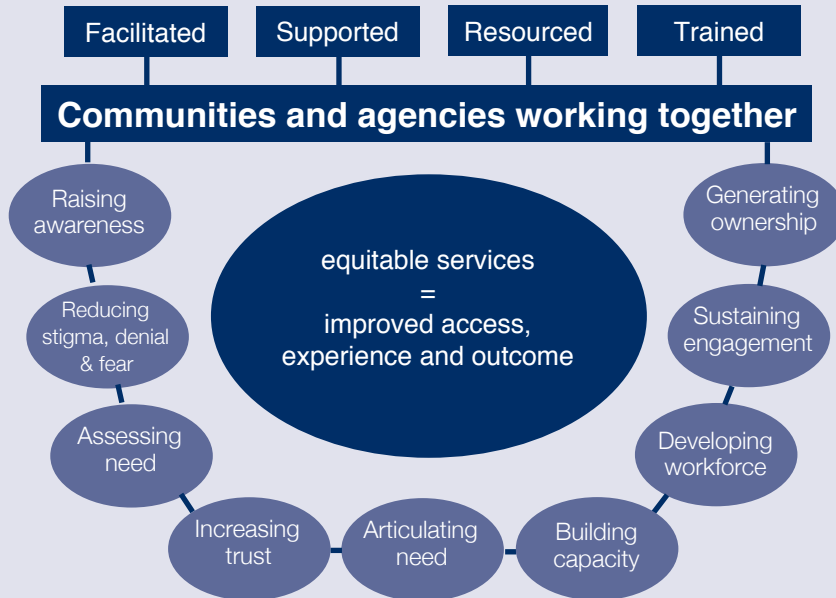 Facilitated
Supported
Resourced
Trained
Communities and agencies working together
Raising
awareness
Reducing
stigma, denial
& fear
Assessing
need
Increasing
trust
Articulating
need
Building
capacity
Developing
workforce
Sustaining
engagement
Generating
ownership
equitable services
=
improved access,
experience and outcome